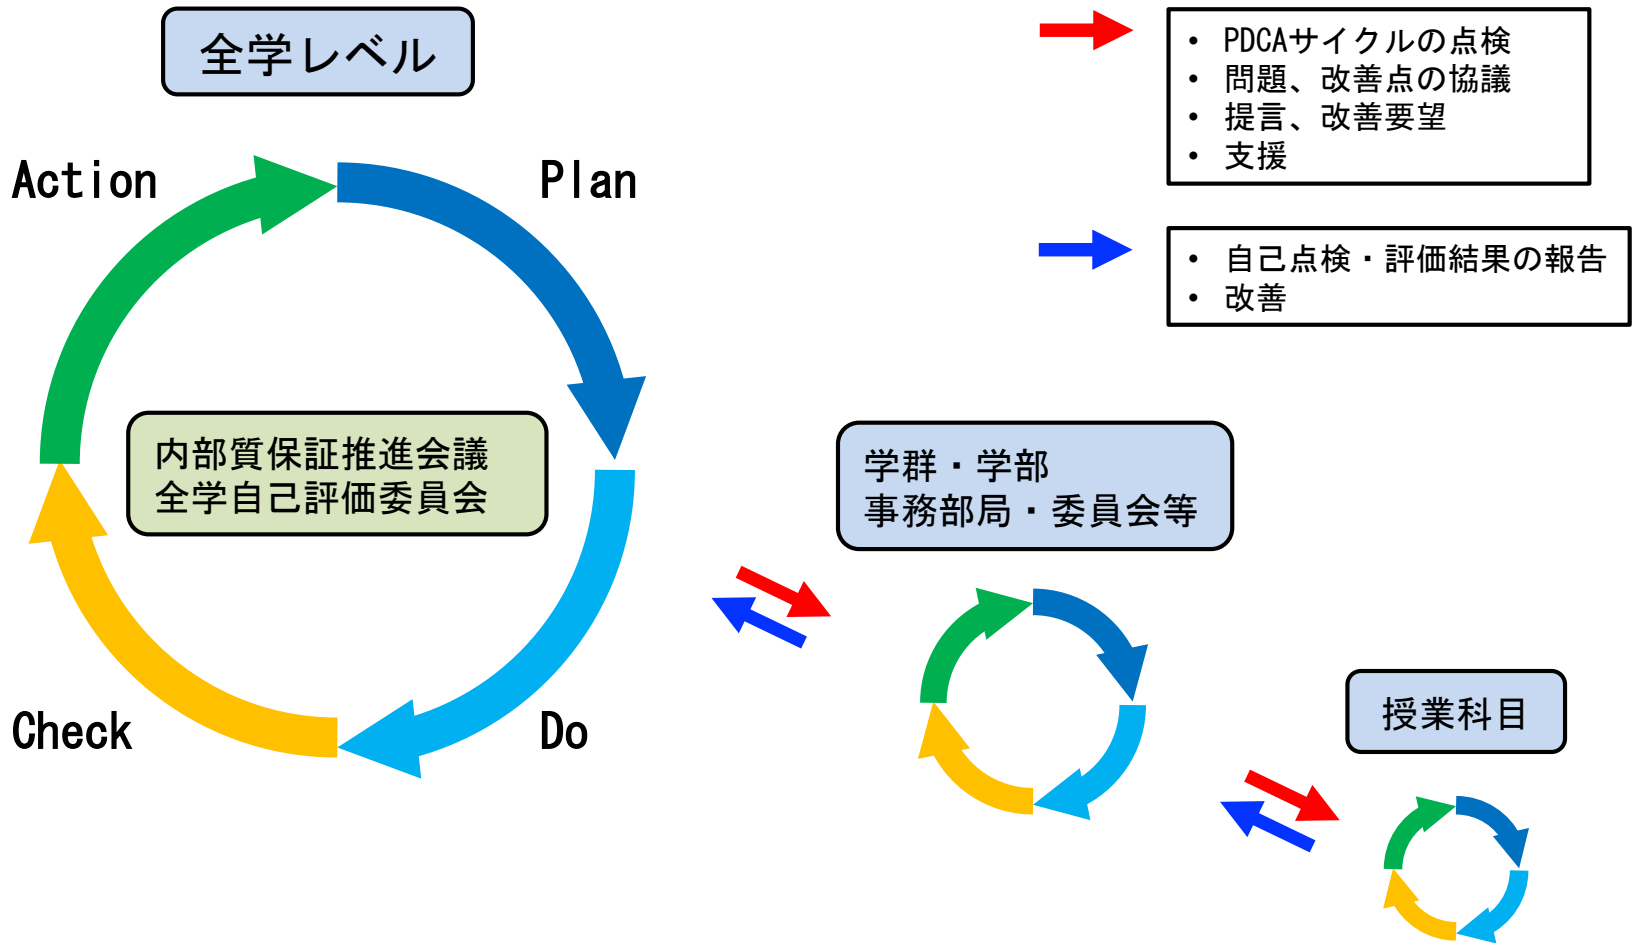 全学レベル
• PDCAサイクルの点検
• 問題、改善点の協議
• 提言、改善要望
• 支援
Action
Plan
• 自己点検・評価結果の報告
• 改善
内部質保証推進会議
全学自己評価委員会
学群・学部
事務部局・委員会等
Check
Do
授業科目